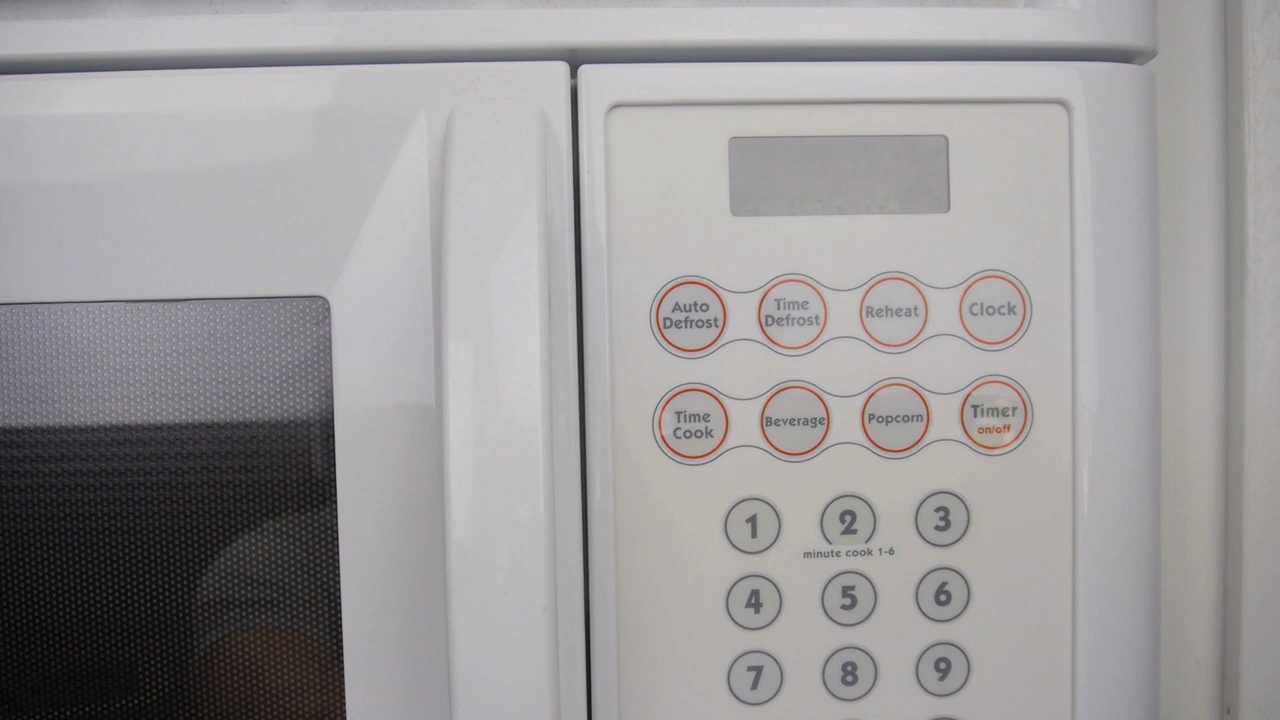 Auto
Defrost
Time
Defrost
Reheat
Clock
Time
Cook
Beverage
Popcorn
Timer
on/off
1
2
3
minute cook 1-6
4
5
6
7
8
9